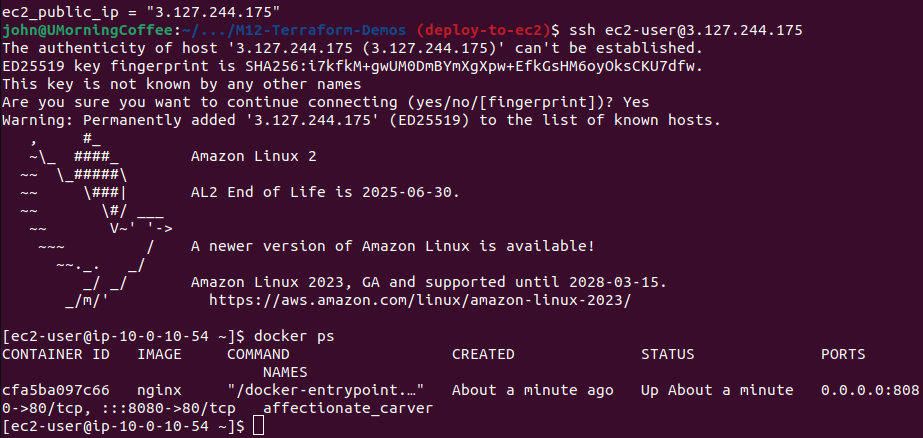 ec2_public_ip = "3.127.244.175"
john@UMorningCoffee:~/.../M12-Terraform-Demos (deploy-to-ec2)$ ssh ec2-user@3.127.244.175
The authenticity of host '3.127.244.175 (3.127.244.175)' can't be established.
ED25519 key fingerprint is SHA256:i7kfkM+gwUM0DmBYmXgXpw+EfkGsHM6oyOksCKU7dfw.
This key is not known by any other names
Are you sure you want to continue connecting (yes/no/[fingerprint])? Yes
Warning: Permanently added '3.127.244.175' (ED25519) to the list of known hosts.
   ,     #_
   ~\_  ####_        Amazon Linux 2
  ~~  \_#####\
  ~~     \###|       AL2 End of Life is 2025-06-30.
  ~~       \#/ ___
   ~~       V~' '->
    ~~~         /    A newer version of Amazon Linux is available!
      ~~._.   _/
         _/ _/       Amazon Linux 2023, GA and supported until 2028-03-15.
       _/m/'           https://aws.amazon.com/linux/amazon-linux-2023/
[ec2-user@ip-10-0-10-54 ~]$ docker ps
CONTAINER ID   IMAGE     COMMAND                  CREATED              STATUS              PORTS
                             NAMES
cfa5ba097c66   nginx     "/docker-entrypoint.…"   About a minute ago   Up About a minute   0.0.0.0:808
0->80/tcp, :::8080->80/tcp   affectionate_carver
[ec2-user@ip-10-0-10-54 ~]$